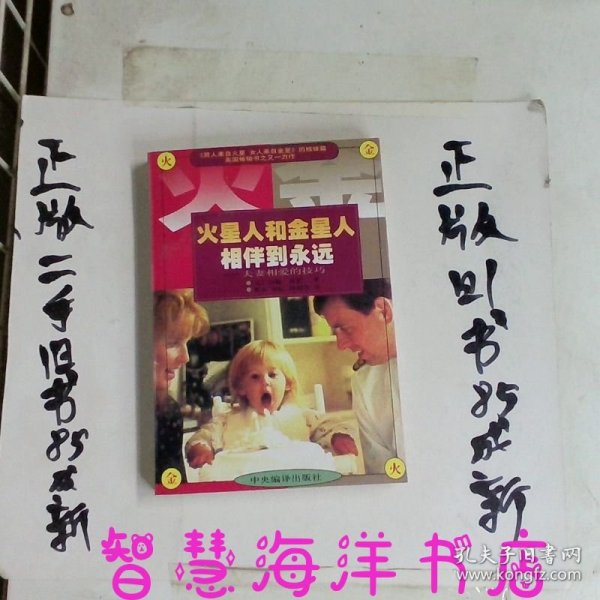 正版二手旧书85成新
《男人来自火星 女人来自金星》的姐妹篇
美国畅销书之又一力作
火
金
火 金
火星人和金星人
相伴到永远
夫妻相爱的技巧
金
火
中央编译出版社
正版旧书85成新
智慧海洋书店
孔夫子旧书网
www.kongfz.com